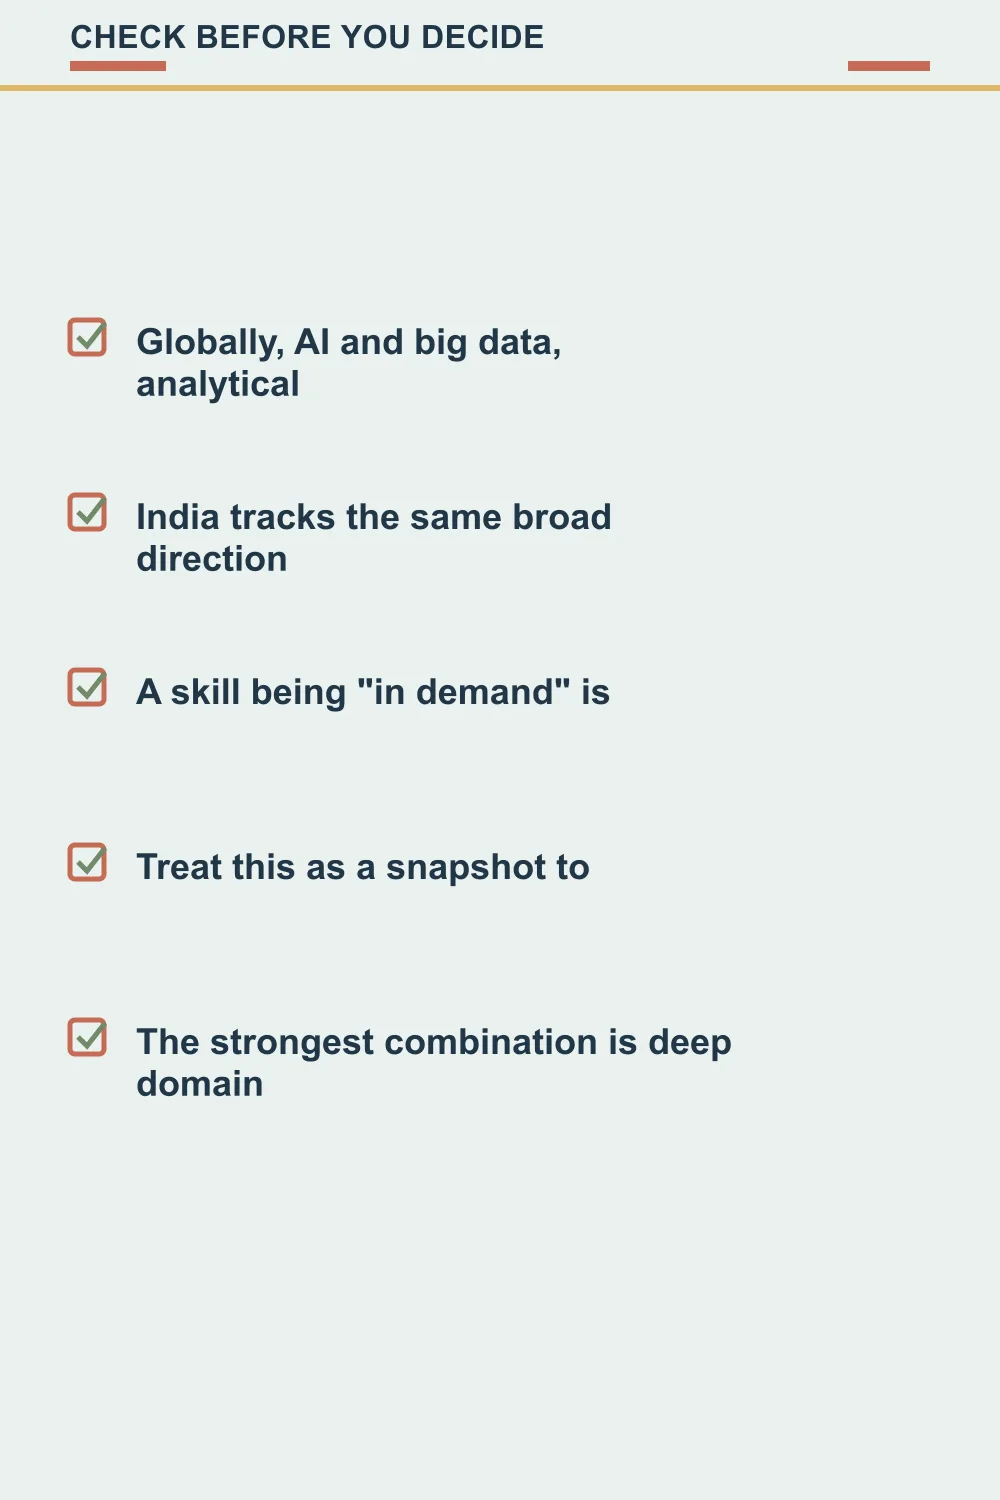 CHECK BEFORE YOU DECIDE
Globally, AI and big data,
analytical
India tracks the same broad
direction
A skill being "in demand" is
Treat this as a snapshot to
The strongest combination is deep
domain